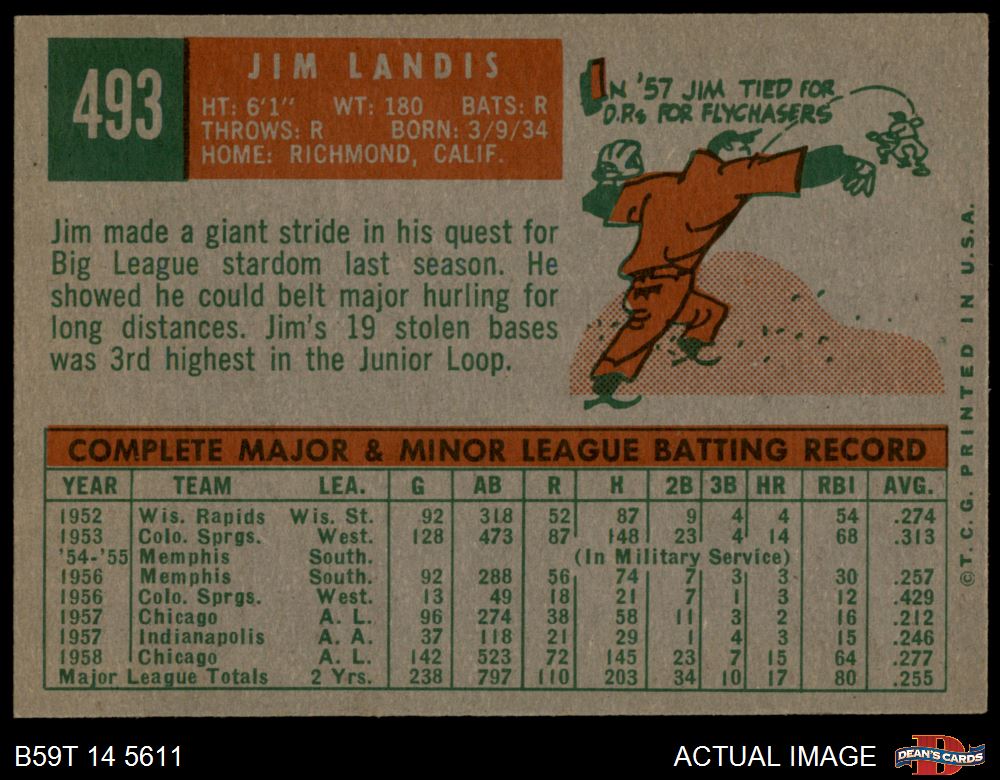 493
JIM LANDIS
HT: 6'1" WT: 180 BATS: R
THROWS: R BORN: 3/9/34
HOME: RICHMOND, CALIF.
IN '57 JIM TIED FOR
D.P.s FOR FLYCHASERS
Jim made a giant stride in his quest for
Big League stardom last season. He
showed he could belt major hurling for
long distances. Jim's 19 stolen bases
was 3rd highest in the Junior Loop.
COMPLETE MAJOR & MINOR LEAGUE BATTING RECORD
YEAR TEAM LEA. G AB R H 2B 3B HR RBI AVG.
1952 Wis. Rapids Wis. St. 92 318 52 87 9 4 4 54 .274
1953 Colo. Sprgs. West. 128 473 87 148 23 4 14 68 .313
'54-'55 Memphis South. (In Military Service)
1956 Memphis South. 92 288 56 74 7 3 3 30 .257
1956 Colo. Sprgs. West. 13 49 18 21 7 1 3 12 .429
1957 Chicago A. L. 96 274 38 58 11 3 2 16 .212
1957 Indianapolis A. A. 37 118 21 29 1 4 3 15 .246
1958 Chicago A. L. 142 523 72 145 23 7 15 64 .277
Major League Totals 2 Yrs. 238 797 110 203 34 10 17 80 .255
© T. C. G. PRINTED IN U.S.A.
B59T 14 5611
ACTUAL IMAGE
DEAN'S CARDS